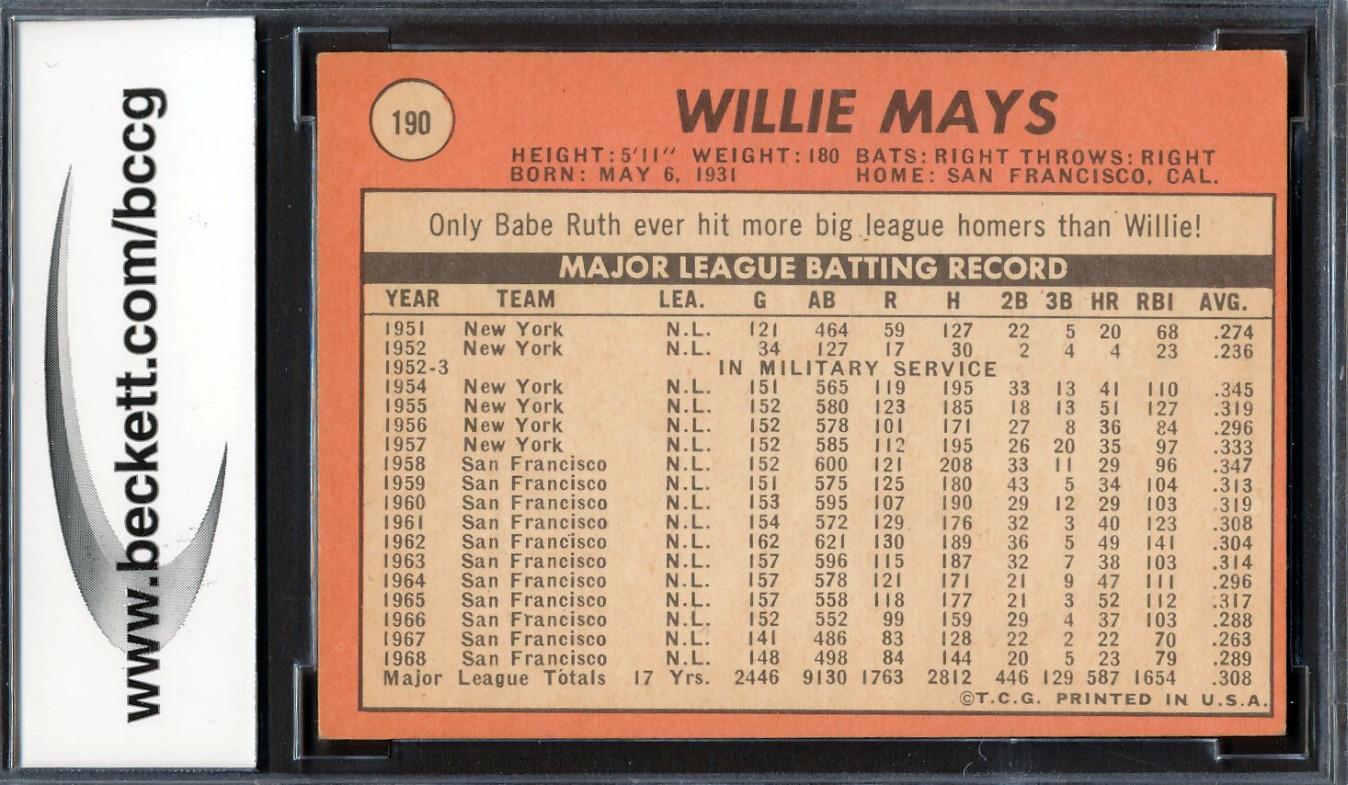 www.beckett.com/bccg
190
WILLIE MAYS
HEIGHT: 5'11" WEIGHT: 180 BATS: RIGHT THROWS: RIGHT
BORN: MAY 6, 1931 HOME: SAN FRANCISCO, CAL.
Only Babe Ruth ever hit more big league homers than Willie!
MAJOR LEAGUE BATTING RECORD
YEAR TEAM LEA. G AB R H 2B 3B HR RBI AVG.
1951 New York N.L. 121 464 59 127 22 5 20 68 .274
1952 New York N.L. 34 127 17 30 2 4 4 23 .236
1952-3 IN MILITARY SERVICE
1954 New York N.L. 151 565 119 195 33 13 41 110 .345
1955 New York N.L. 152 580 123 185 18 13 51 127 .319
1956 New York N.L. 152 578 101 171 27 8 36 84 .296
1957 New York N.L. 152 585 112 195 26 20 35 97 .333
1958 San Francisco N.L. 152 600 121 208 33 11 29 96 .347
1959 San Francisco N.L. 151 575 125 180 43 5 34 104 .313
1960 San Francisco N.L. 153 595 107 190 29 12 29 103 .319
1961 San Francisco N.L. 154 572 129 176 32 3 40 123 .308
1962 San Francisco N.L. 162 621 130 189 36 5 49 141 .304
1963 San Francisco N.L. 157 596 115 187 32 7 38 103 .314
1964 San Francisco N.L. 157 578 121 171 21 9 47 111 .296
1965 San Francisco N.L. 157 558 118 177 21 3 52 112 .317
1966 San Francisco N.L. 152 552 99 159 29 4 37 103 .288
1967 San Francisco N.L. 141 486 83 128 22 2 22 70 .263
1968 San Francisco N.L. 148 498 84 144 20 5 23 79 .289
Major League Totals 17 Yrs. 2446 9130 1763 2812 446 129 587 1654 .308
©T.C.G. PRINTED IN U.S.A.